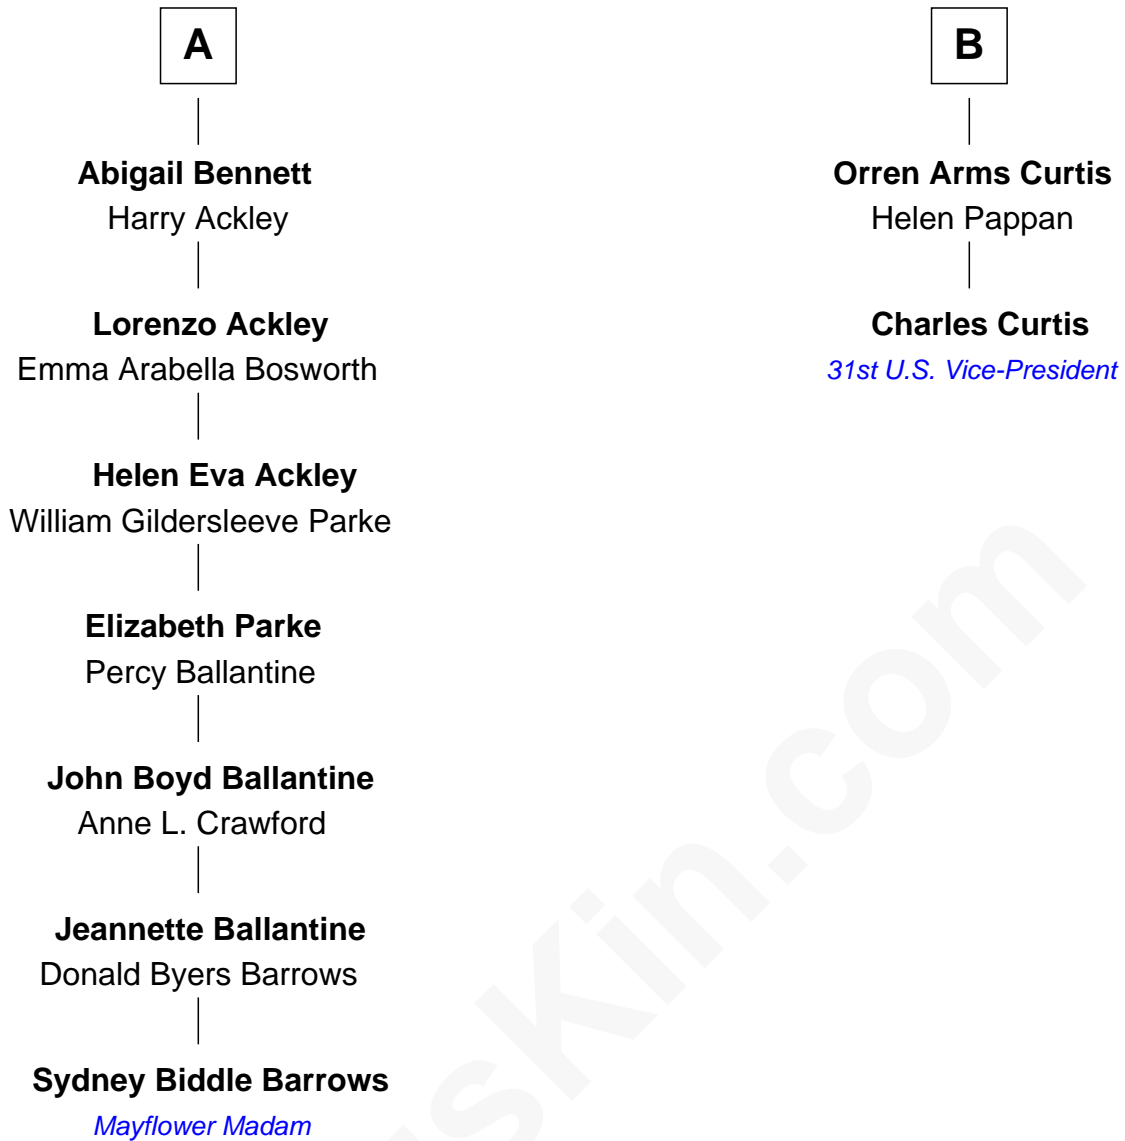 A
Abigail Bennett
Harry Ackley
Lorenzo Ackley
Emma Arabella Bosworth
Helen Eva Ackley
William Gildersleeve Parke
Elizabeth Parke
Percy Ballantine
John Boyd Ballantine
Anne L. Crawford
Jeannette Ballantine
Donald Byers Barrows
Sydney Biddle Barrows
Mayflower Madam
B
Orren Arms Curtis
Helen Pappan
Charles Curtis
31st U.S. Vice-President